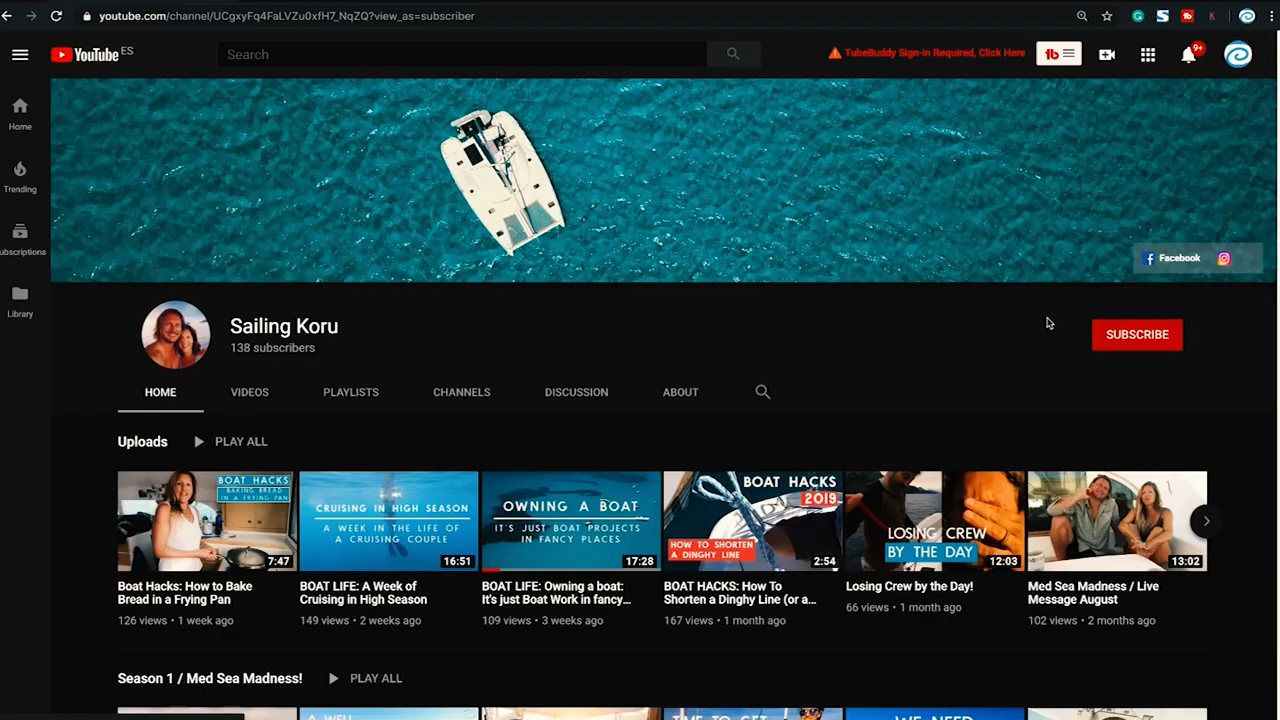 youtube.com/channel/UCgxyFq4FaLVZu0xfH7_NqZQ?view_as=subscriber
YouTube ES
Search
TubeBuddy Sign-in Required, Click Here
tb
9+
Home
Trending
ubscriptions
Library
Facebook
Sailing Koru
138 subscribers
SUBSCRIBE
HOME VIDEOS PLAYLISTS CHANNELS DISCUSSION ABOUT
Uploads PLAY ALL
BOAT HACKS
BAKING BREAD
IN A FRYING PAN
7:47
CRUISING IN HIGH SEASON
A WEEK IN THE LIFE OF
A CRUISING COUPLE
16:51
OWNING A BOAT
IT'S JUST BOAT PROJECTS
IN FANCY PLACES
17:28
BOAT HACKS
2019
HOW TO SHORTEN
A DINGHY LINE
2:54
LOSING CREW
BY THE DAY
12:03
13:02
Boat Hacks: How to Bake
Bread in a Frying Pan
126 views • 1 week ago
BOAT LIFE: A Week of
Cruising in High Season
149 views • 2 weeks ago
BOAT LIFE: Owning a boat:
It's just Boat Work in fancy...
109 views • 3 weeks ago
BOAT HACKS: How To
Shorten a Dinghy Line (or a...
167 views • 1 month ago
Losing Crew by the Day!
66 views • 1 month ago
Med Sea Madness / Live
Message August
102 views • 2 months ago
Season 1 / Med Sea Madness! PLAY ALL
A WELL
TIME TO GET
WE NEED